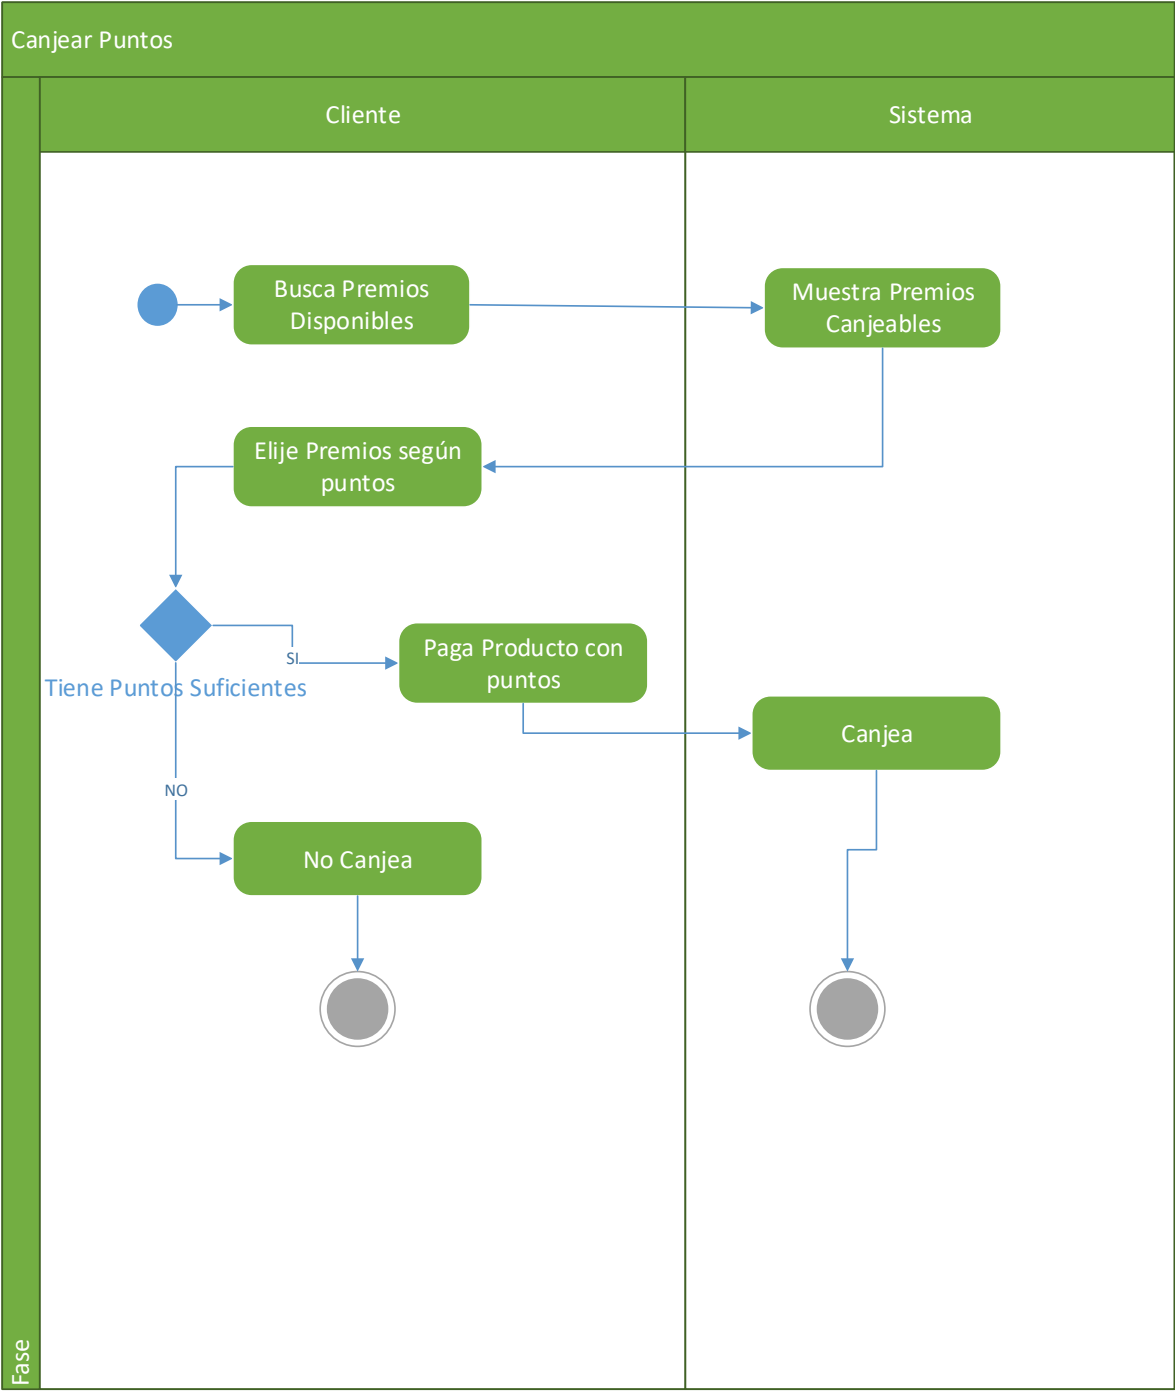 Canjear Puntos
Cliente
Sistema
Busca Premios
Disponibles
Muestra Premios
Canjeables
Elije Premios según
puntos
SI
Paga Producto con
puntos
Tiene Puntos Suficientes
Canjea
NO
No Canjea
Fase